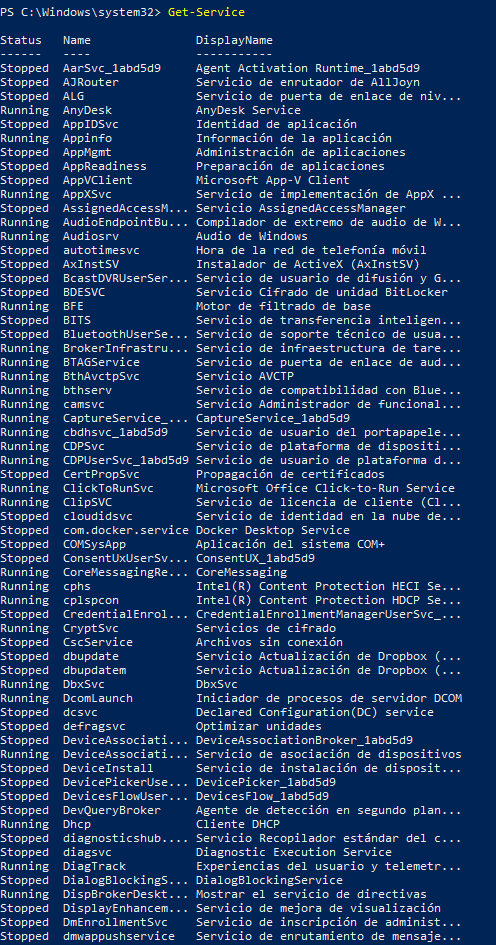 PS C:\Windows\system32> Get-Service
Status Name DisplayName
------ ---- -----------
Stopped AarSvc_1abd5d9 Agent Activation Runtime_1abd5d9
Stopped AJRouter Servicio de enrutador de AllJoyn
Stopped ALG Servicio de puerta de enlace de niv...
Running AnyDesk AnyDesk Service
Stopped AppIDSvc Identidad de aplicación
Running Appinfo Información de la aplicación
Stopped AppMgmt Administración de aplicaciones
Stopped AppReadiness Preparación de aplicaciones
Stopped AppVClient Microsoft App-V Client
Running AppXSvc Servicio de implementación de AppX ...
Stopped AssignedAccessM... Servicio AssignedAccessManager
Running AudioEndpointBu... Compilador de extremo de audio de W...
Running Audiosrv Audio de Windows
Stopped autotimesvc Hora de la red de telefonía móvil
Stopped AxInstSV Instalador de ActiveX (AxInstSV)
Stopped BcastDVRUserSer... Servicio de usuario de difusión y G...
Stopped BDESVC Servicio Cifrado de unidad BitLocker
Running BFE Motor de filtrado de base
Stopped BITS Servicio de transferencia inteligen...
Stopped BluetoothUserSe... Servicio de soporte técnico de usua...
Running BrokerInfrastru... Servicio de infraestructura de tare...
Running BTAGService Servicio de puerta de enlace de aud...
Running BthAvctpSvc Servicio AVCTP
Running bthserv Servicio de compatibilidad con Blue...
Running camsvc Servicio Administrador de funcional...
Running CaptureService_... CaptureService_1abd5d9
Running cbdhsvc_1abd5d9 Servicio de usuario del portapapele...
Running CDPSvc Servicio de plataforma de dispositi...
Running CDPUserSvc_1abd5d9 Servicio de usuario de plataforma d...
Stopped CertPropSvc Propagación de certificados
Running ClickToRunSvc Microsoft Office Click-to-Run Service
Running ClipSVC Servicio de licencia de cliente (Cl...
Stopped cloudidsvc Servicio de identidad en la nube de...
Stopped com.docker.service Docker Desktop Service
Stopped COMSysApp Aplicación del sistema COM+
Stopped ConsentUxUserSv... ConsentUX_1abd5d9
Running CoreMessagingRe... CoreMessaging
Running cphs Intel(R) Content Protection HECI Se...
Running cplspcon Intel(R) Content Protection HDCP Se...
Stopped CredentialEnrol... CredentialEnrollmentManagerUserSvc_...
Running CryptSvc Servicios de cifrado
Stopped CscService Archivos sin conexión
Stopped dbupdate Servicio Actualización de Dropbox (...
Stopped dbupdatem Servicio Actualización de Dropbox (...
Running DbxSvc DbxSvc
Running DcomLaunch Iniciador de procesos de servidor DCOM
Stopped dcsvc Declared Configuration(DC) service
Stopped defragsvc Optimizar unidades
Stopped DeviceAssociati... DeviceAssociationBroker_1abd5d9
Running DeviceAssociati... Servicio de asociación de dispositivos
Stopped DeviceInstall Servicio de instalación de disposit...
Stopped DevicePickerUse... DevicePicker_1abd5d9
Stopped DevicesFlowUser... DevicesFlow_1abd5d9
Stopped DevQueryBroker Agente de detección en segundo plan...
Running Dhcp Cliente DHCP
Stopped diagnosticshub.... Servicio Recopilador estándar del c...
Stopped diagsvc Diagnostic Execution Service
Running DiagTrack Experiencias del usuario y telemetr...
Stopped DialogBlockingS... DialogBlockingService
Running DispBrokerDeskt... Mostrar el servicio de directivas
Stopped DisplayEnhancem... Servicio de mejora de visualización
Stopped DmEnrollmentSvc Servicio de inscripción de administ...
Stopped dmwappushservice Servicio de enrutamiento de mensaje...